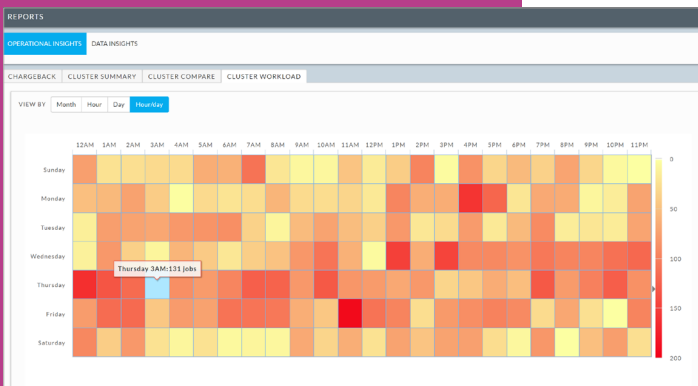 REPORTS
OPERATIONAL INSIGHTS DATA INSIGHTS
CHARGEBACK CLUSTER SUMMARY CLUSTER COMPARE CLUSTER WORKLOAD
VIEW BY Month Hour Day Hour/day
12AM 1AM 2AM 3AM 4AM 5AM 6AM 7AM 8AM 9AM 10AM 11AM 12PM 1PM 2PM 3PM 4PM 5PM 6PM 7PM 8PM 9PM 10PM 11PM
0
Sunday
Monday
50
Tuesday
Wednesday
100
Thursday 3AM:131 jobs
Thursday
150
Friday
Saturday
200